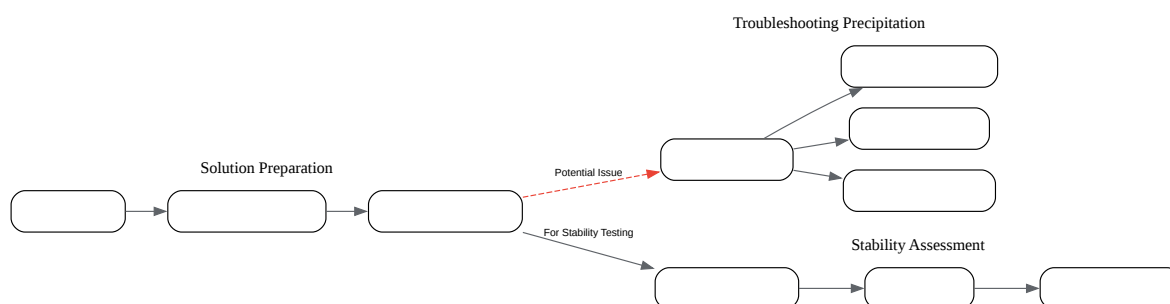 Troubleshooting Precipitation
Solution Preparation
Potential Issue
For Stability Testing
Stability Assessment